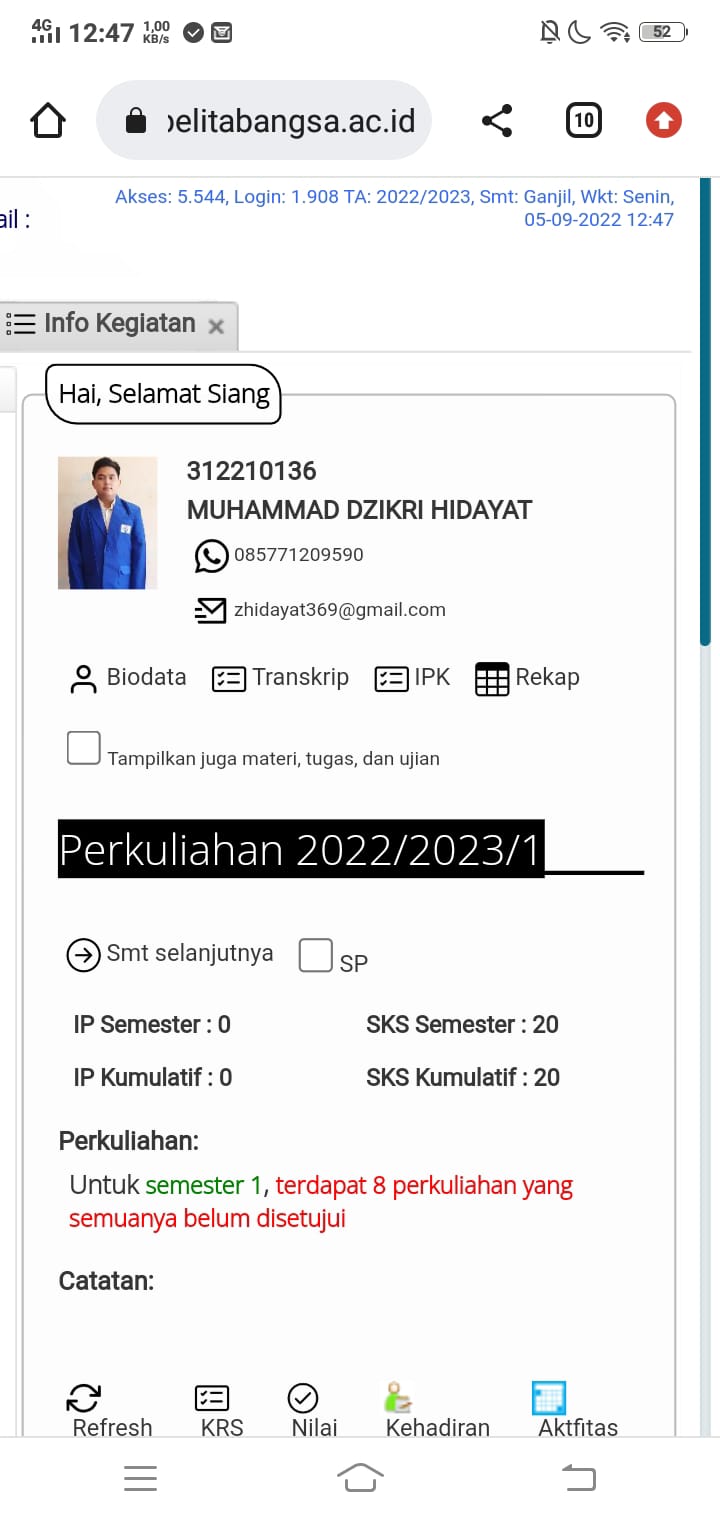 4G 12:47 1,00 KB/s 52
elitabangsa.ac.id 10
Akses: 5.544, Login: 1.908 TA: 2022/2023, Smt: Ganjil, Wkt: Senin,
05-09-2022 12:47
ail :
Info Kegiatan ×
Hai, Selamat Siang
312210136
MUHAMMAD DZIKRI HIDAYAT
085771209590
zhidayat369@gmail.com
Biodata Transkrip IPK Rekap
Tampilkan juga materi, tugas, dan ujian
Perkuliahan 2022/2023/1
Smt selanjutnya SP
IP Semester : 0 SKS Semester : 20
IP Kumulatif : 0 SKS Kumulatif : 20
Perkuliahan:
Untuk semester 1, terdapat 8 perkuliahan yang
semuanya belum disetujui
Catatan:
Refresh KRS Nilai Kehadiran Aktfitas